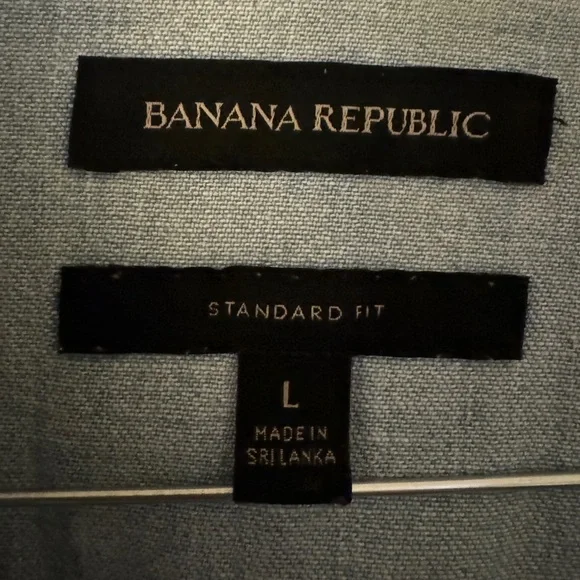 BANANA REPUBLIC
STANDARD FIT
L
MADE IN
SRI LANKA